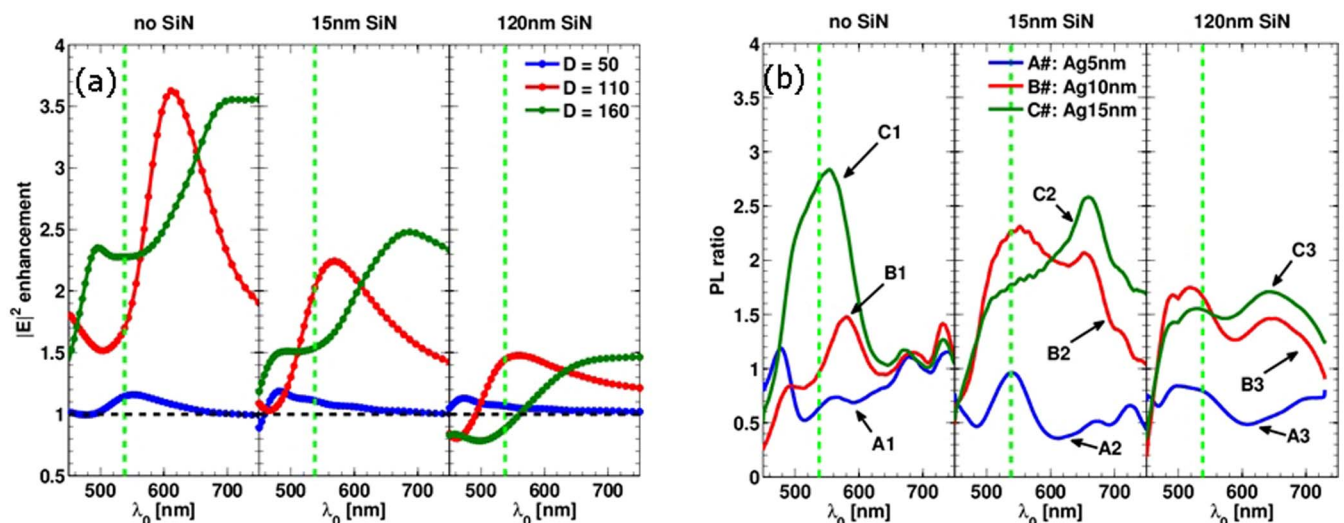 no SiN 15nm SiN 120nm SiN
(a)
D = 50
D = 110
D = 160
|E|² enhancement
4
3.5
3
2.5
2
1.5
1
0.5
500 600 700 500 600 700 500 600 700
λ₀ [nm] λ₀ [nm] λ₀ [nm]
no SiN 15nm SiN 120nm SiN
(b)
A#: Ag5nm
B#: Ag10nm
C#: Ag15nm
PL ratio
4
3.5
3
2.5
2
1.5
1
0.5
0
C1
B1
A1
C2
B2
A2
C3
B3
A3
500 600 700 500 600 700 500 600 700
λ₀ [nm] λ₀ [nm] λ₀ [nm]